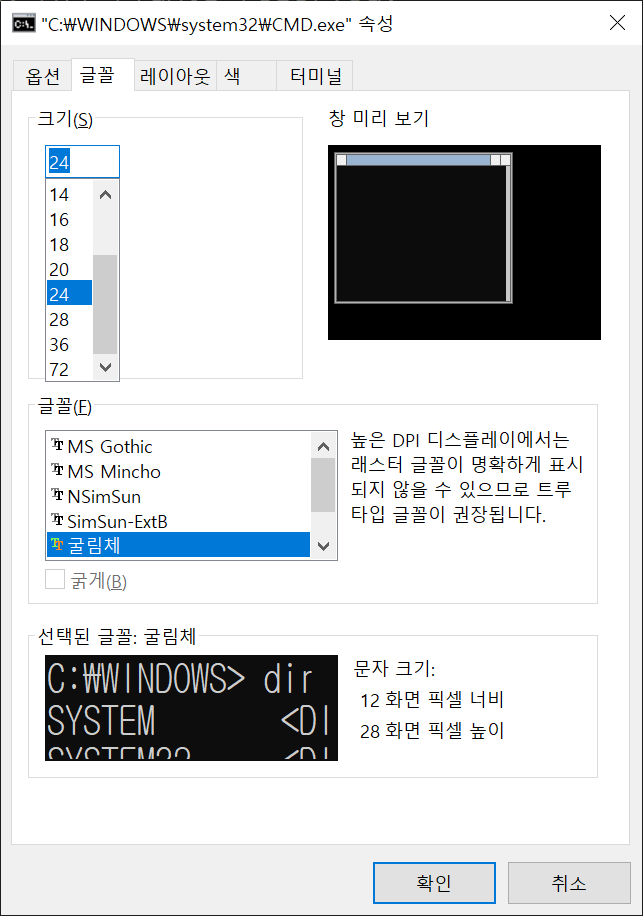 "C:₩WINDOWS₩system32₩CMD.exe" 속성
옵션
글꼴
레이아웃
색
터미널
크기(S)
24
14
16
18
20
24
28
36
72
창 미리 보기
글꼴(F)
MS Gothic
MS Mincho
NSimSun
SimSun-ExtB
굴림체
굵게(B)
높은 DPI 디스플레이에서는
래스터 글꼴이 명확하게 표시
되지 않을 수 있으므로 트루
타입 글꼴이 권장됩니다.
선택된 글꼴: 굴림체
C:₩WINDOWS> dir
SYSTEM <DI
SYSTEM32 <DI
문자 크기:
12 화면 픽셀 너비
28 화면 픽셀 높이
확인
취소